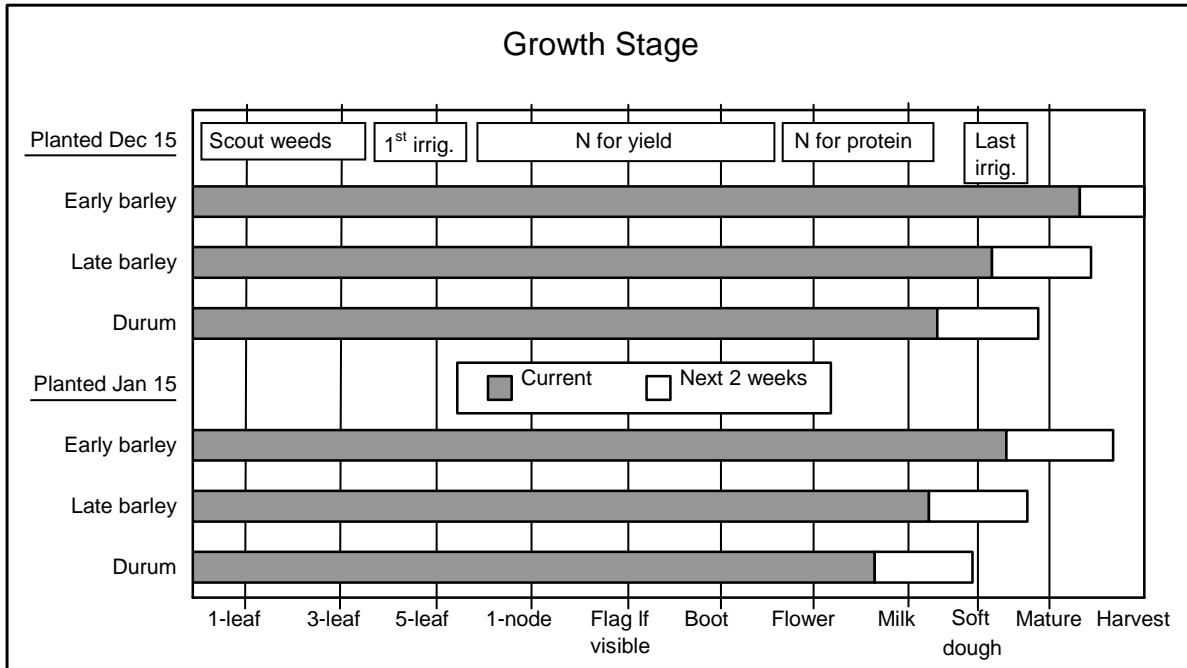 Growth Stage
Planted Dec 15
Scout weeds
1st irrig.
N for yield
N for protein
Last
irrig.
Early barley
Late barley
Durum
Planted Jan 15
Current
Next 2 weeks
Early barley
Late barley
Durum
1-leaf
3-leaf
5-leaf
1-node
Flag lf
visible
Boot
Flower
Milk
Soft
dough
Mature
Harvest